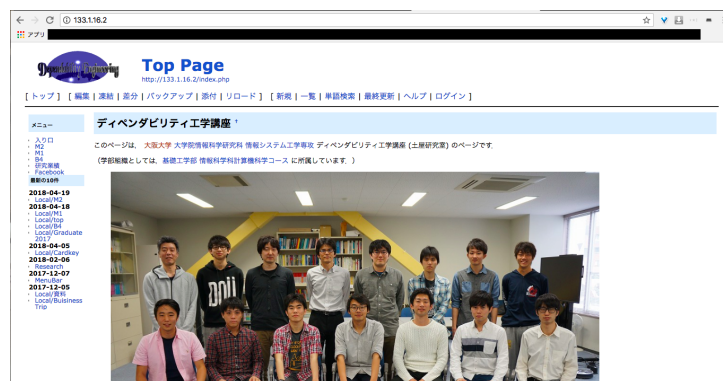 133.1.16.2
アプリ
Dependability Engineering
Top Page
http://133.1.16.2/index.php
[ トップ ] [ 編集 | 凍結 | 差分 | バックアップ | 添付 | リロード ] [ 新規 | 一覧 | 単語検索 | 最終更新 | ヘルプ | ログイン ]
メニュー
入り口
M2
M1
B4
研究業績
Facebook
最新の10件
2018-04-19
Local/M2
2018-04-18
Local/M1
Local/top
Local/B4
Local/Graduate
2017
2018-04-05
Local/Cardkey
2018-02-06
Research
2017-12-07
MenuBar
2017-12-05
Local/資料
Local/Buisiness
Trip
ディペンダビリティ工学講座 †
このページは、 大阪大学 大学院情報科学研究科 情報システム工学専攻 ディペンダビリティ工学講座 (土屋研究室) のページです.
(学部組織としては、基礎工学部 情報科学科計算機科学コース に所属しています. )